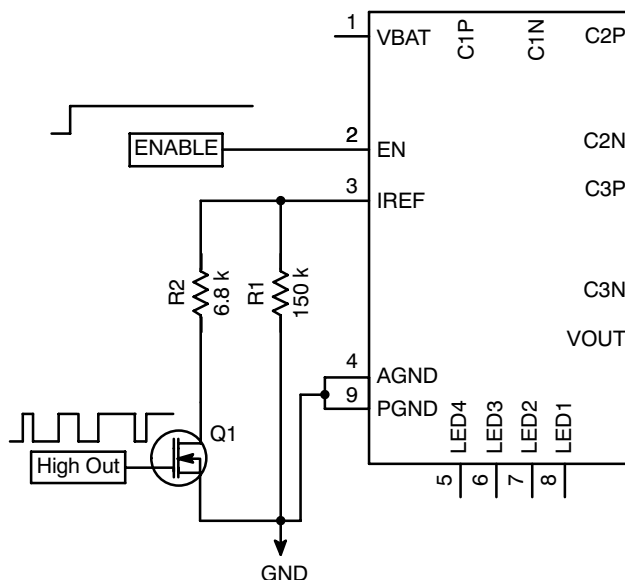 1
VBAT
C1P
C1N
C2P
ENABLE
2
EN
C2N
3
IREF
C3P
R2
6.8 k
R1
150 k
C3N
VOUT
4
AGND
9
PGND
LED4
LED3
LED2
LED1
5
6
7
8
Q1
High Out
GND